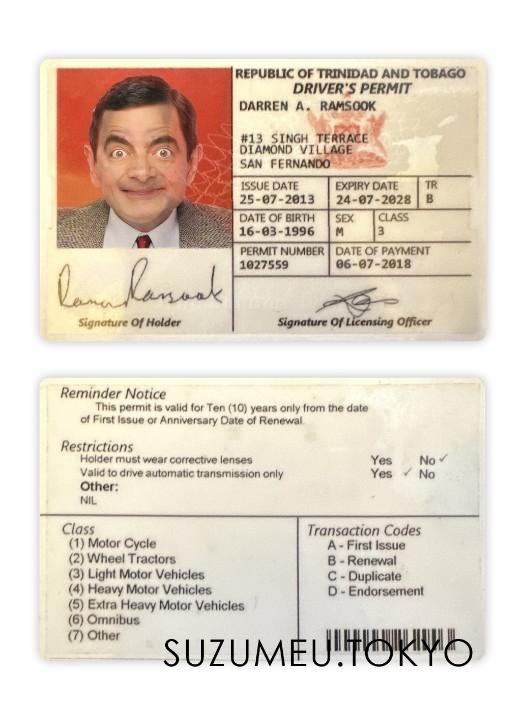 REPUBLIC OF TRINIDAD AND TOBAGO
DRIVER'S PERMIT
DARREN A. RAMSOOK
#13 SINGH TERRACE
DIAMOND VILLAGE
SAN FERNANDO
ISSUE DATE EXPIRY DATE TR
25-07-2013 24-07-2028 B
DATE OF BIRTH SEX CLASS
16-03-1996 M 3
PERMIT NUMBER DATE OF PAYMENT
1027559 06-07-2018
Ramsook
Signature Of Holder Signature Of Licensing Officer
Reminder Notice
This permit is valid for Ten (10) years only from the date
of First Issue or Anniversary Date of Renewal.
Restrictions
Holder must wear corrective lenses Yes No ✓
Valid to drive automatic transmission only Yes ✓ No
Other:
NIL
Class
(1) Motor Cycle
(2) Wheel Tractors
(3) Light Motor Vehicles
(4) Heavy Motor Vehicles
(5) Extra Heavy Motor Vehicles
(6) Omnibus
(7) Other
Transaction Codes
A - First Issue
B - Renewal
C - Duplicate
D - Endorsement
SUZUMEU.TOKYO